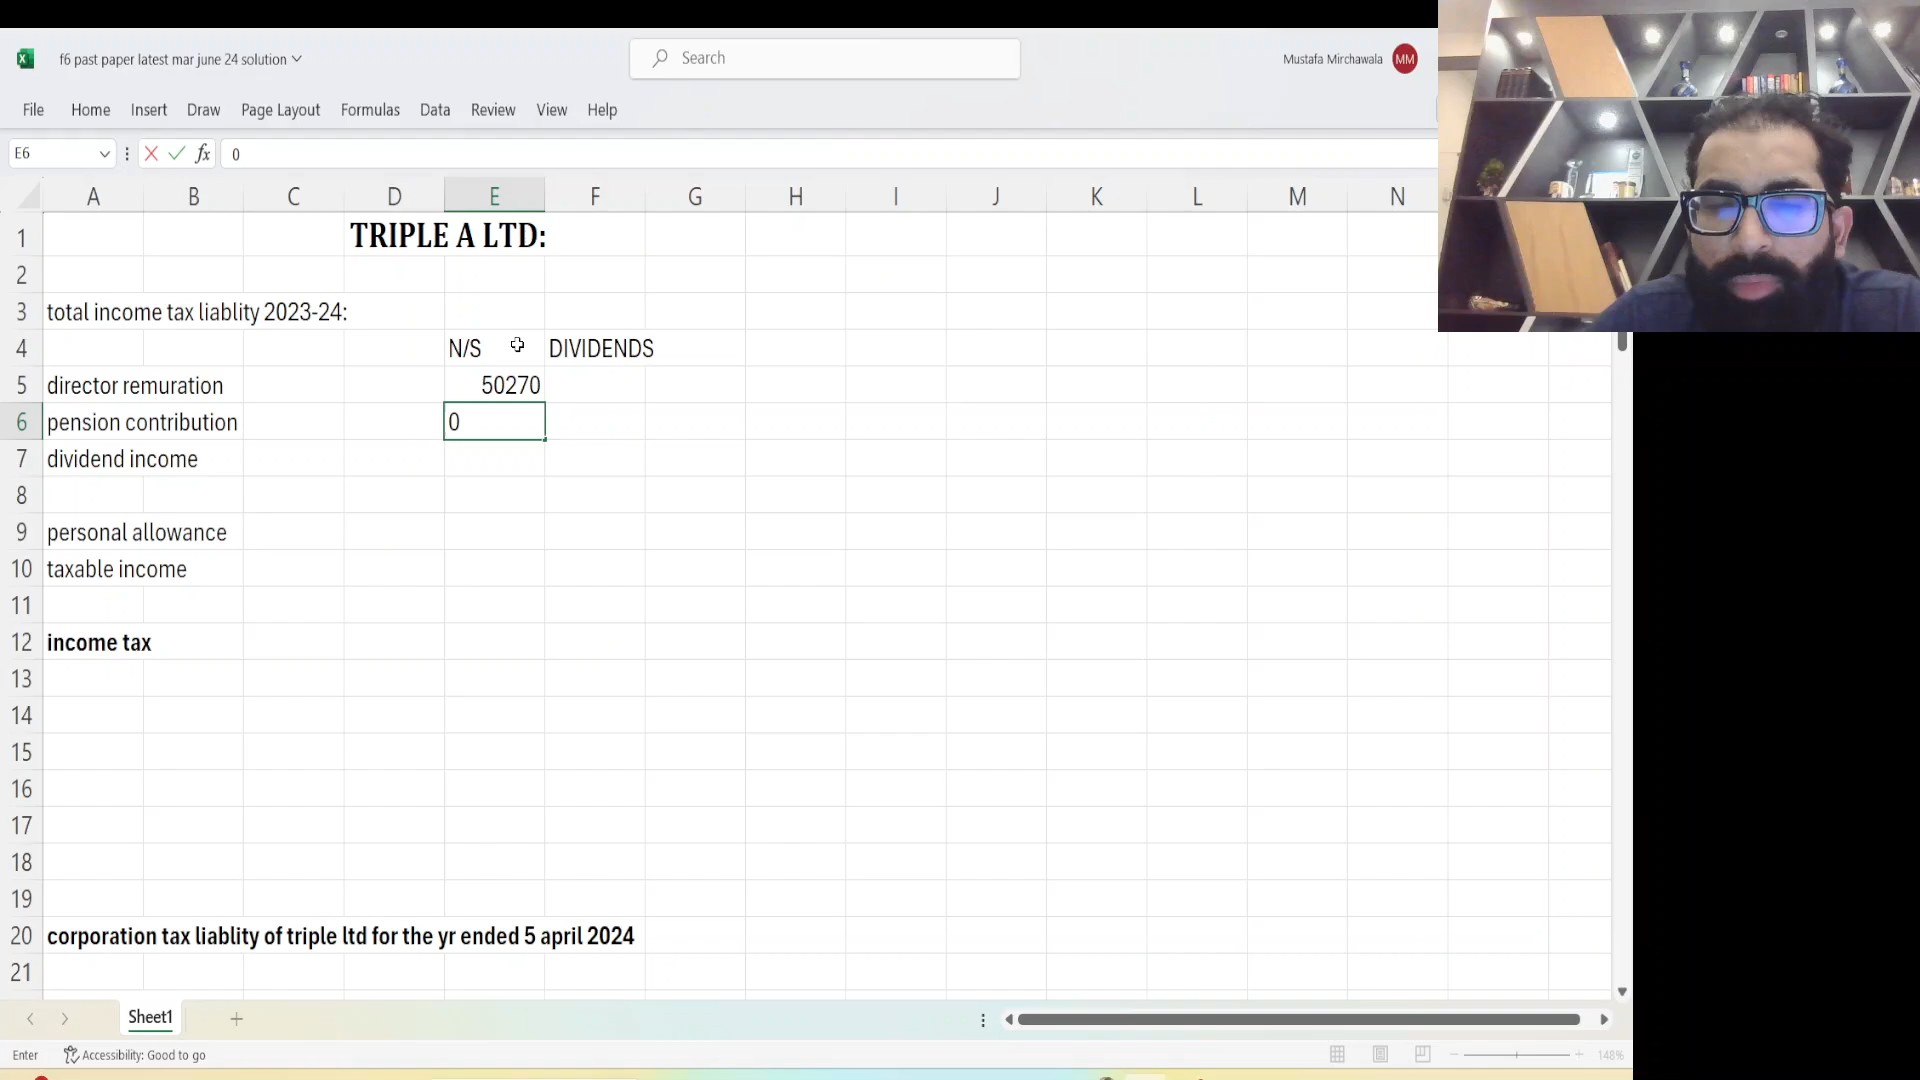 f6 past paper latest mar june 24 solution
Search
Mustafa Mirchawala MM
File Home Insert Draw Page Layout Formulas Data Review View Help
E6 fx 0
A B C D E F G H I J K L M N
1 TRIPLE A LTD:
2
3 total income tax liablity 2023-24:
4 N/S DIVIDENDS
5 director remuration 50270
6 pension contribution 0
7 dividend income
8
9 personal allowance
10 taxable income
11
12 income tax
13
14
15
16
17
18
19
20 corporation tax liablity of triple ltd for the yr ended 5 april 2024
21
Sheet1
Enter Accessibility: Good to go 148%